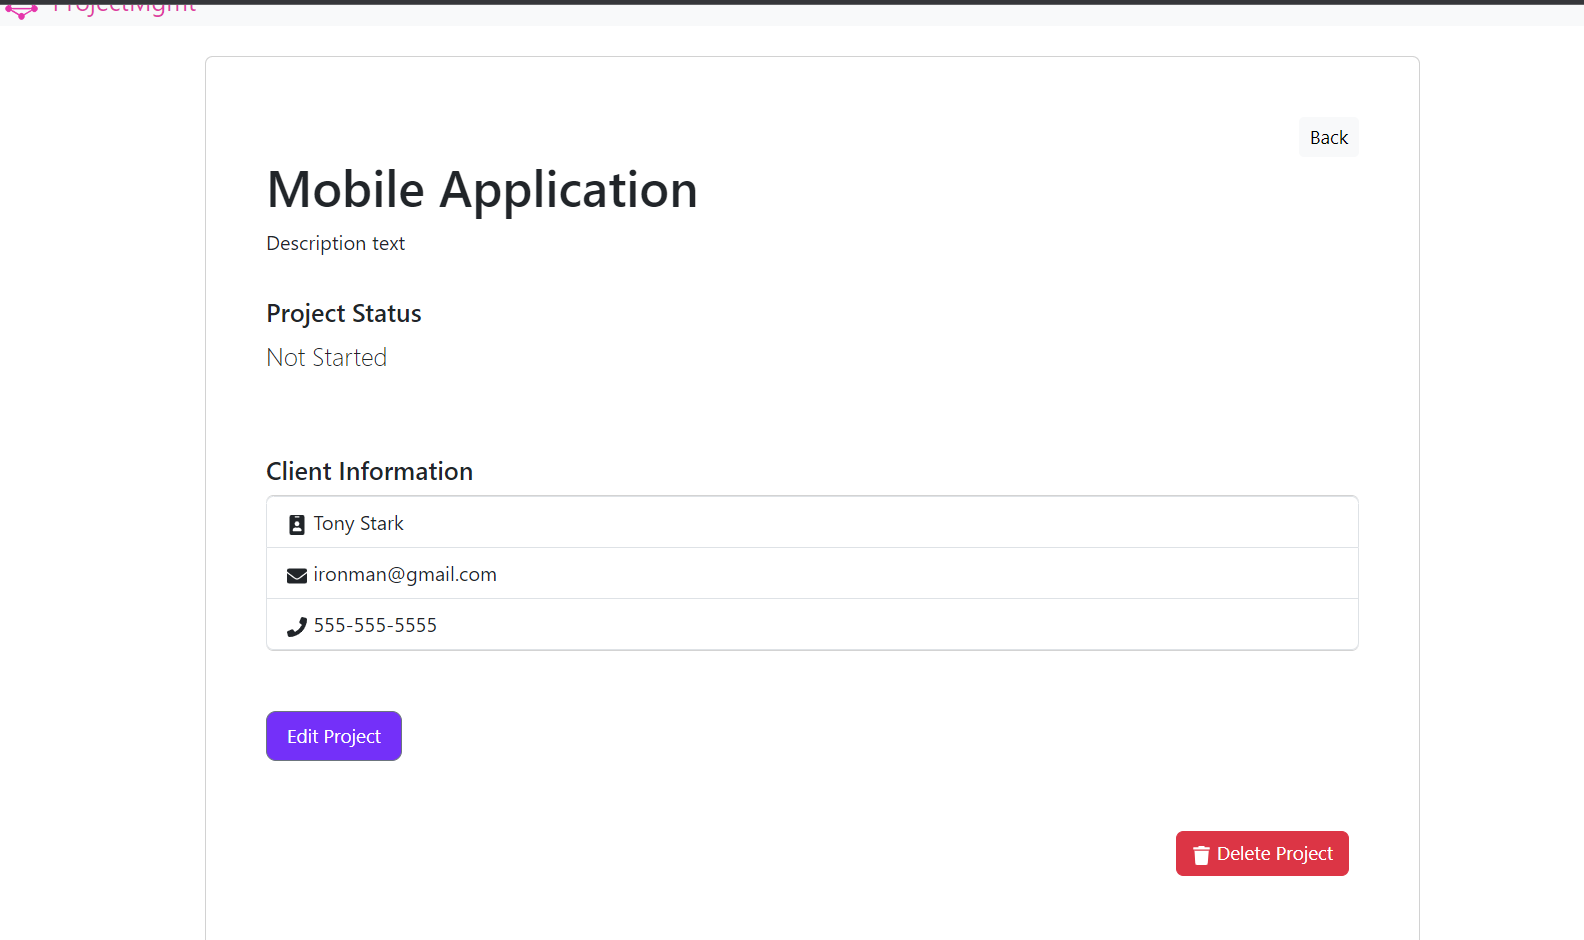 ProjectMgmt
Back
Mobile Application
Description text
Project Status
Not Started
Client Information
Tony Stark
ironman@gmail.com
555-555-5555
Edit Project
Delete Project